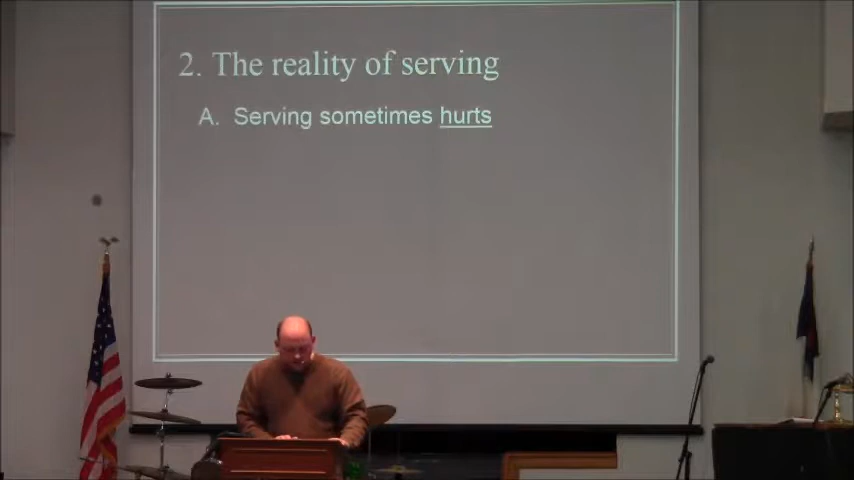 2. The reality of serving
A. Serving sometimes hurts